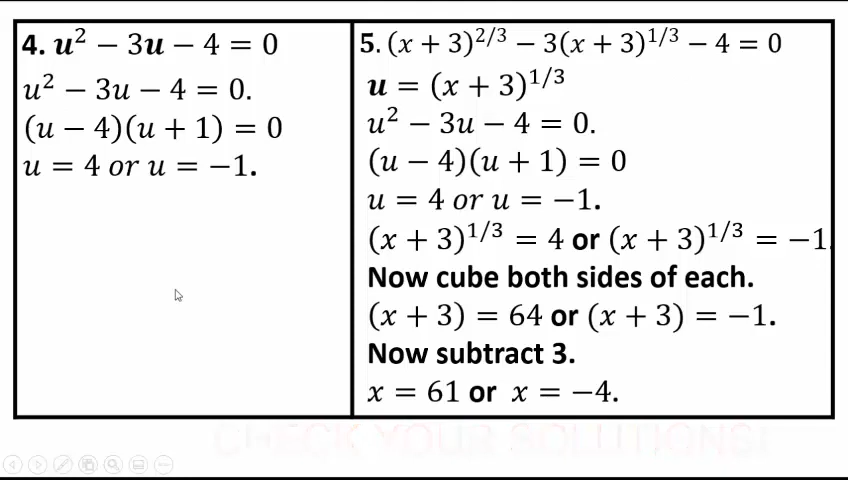 4. u² − 3u − 4 = 0
u² − 3u − 4 = 0.
(u − 4)(u + 1) = 0
u = 4 or u = −1.
5. (x + 3)^{2/3} − 3(x + 3)^{1/3} − 4 = 0
u = (x + 3)^{1/3}
u² − 3u − 4 = 0.
(u − 4)(u + 1) = 0
u = 4 or u = −1.
(x + 3)^{1/3} = 4 or (x + 3)^{1/3} = −1.
Now cube both sides of each.
(x + 3) = 64 or (x + 3) = −1.
Now subtract 3.
x = 61 or x = −4.
CHECK YOUR SOLUTIONS